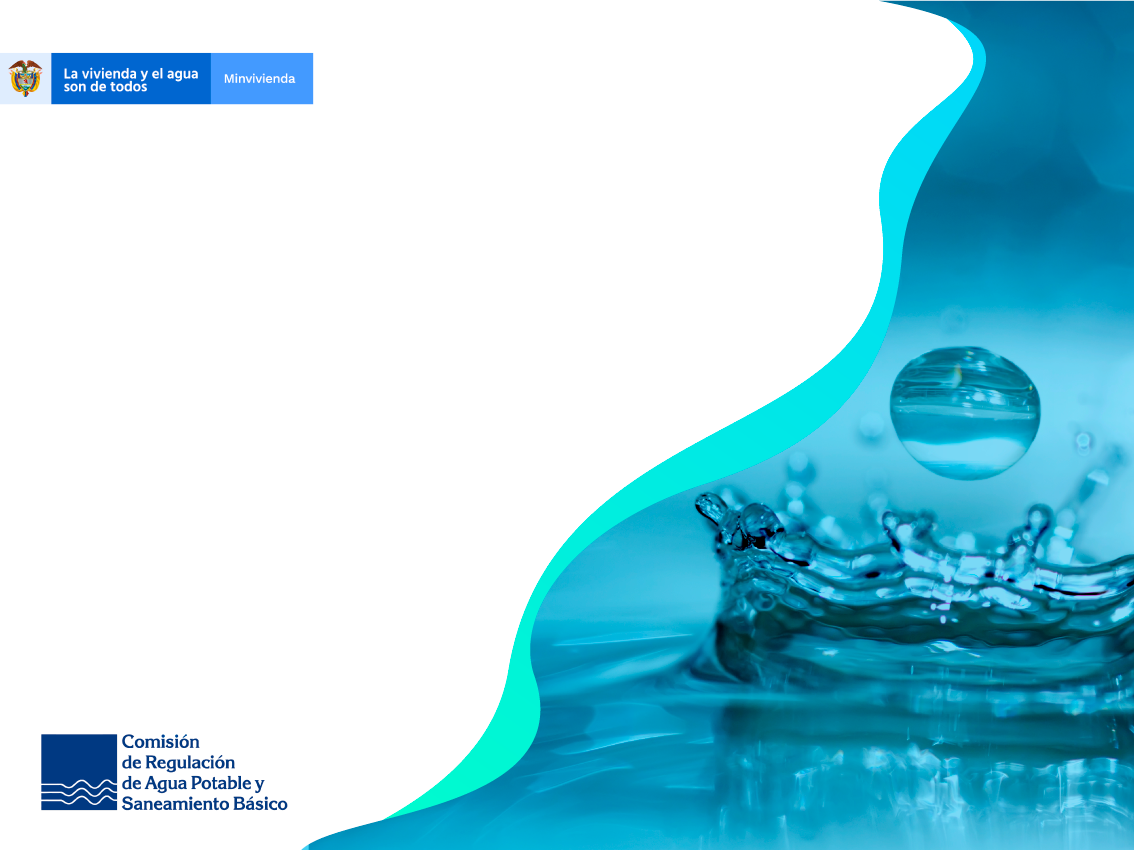 La vivienda y el agua
son de todos
Minvivienda
Comisión
de Regulación
de Agua Potable y
Saneamiento Básico